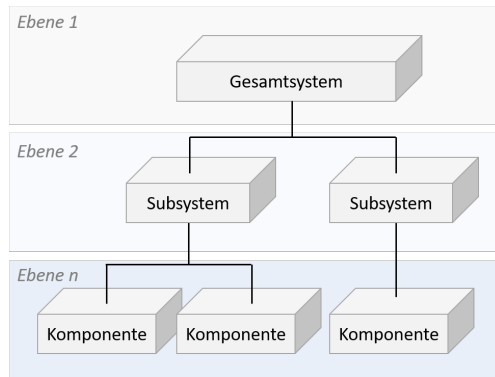 Ebene 1
Gesamtsystem
Ebene 2
Subsystem
Subsystem
Ebene n
Komponente
Komponente
Komponente